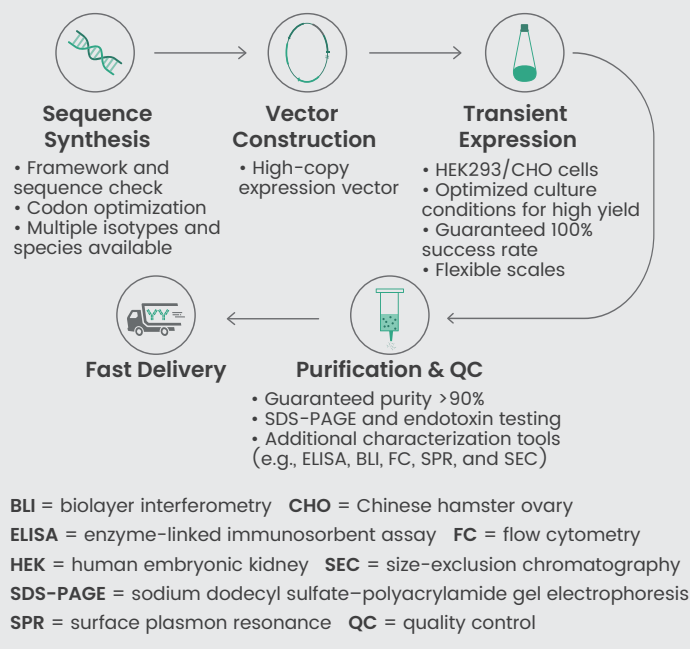 Sequence
Synthesis
• Framework and
sequence check
• Codon optimization
• Multiple isotypes and
species available
Vector
Construction
• High-copy
expression vector
Transient
Expression
• HEK293/CHO cells
• Optimized culture
conditions for high yield
• Guaranteed 100%
success rate
• Flexible scales
Purification & QC
• Guaranteed purity >90%
• SDS-PAGE and endotoxin testing
• Additional characterization tools
(e.g., ELISA, BLI, FC, SPR, and SEC)
Fast Delivery
BLI = biolayer interferometry CHO = Chinese hamster ovary
ELISA = enzyme-linked immunosorbent assay FC = flow cytometry
HEK = human embryonic kidney SEC = size-exclusion chromatography
SDS-PAGE = sodium dodecyl sulfate–polyacrylamide gel electrophoresis
SPR = surface plasmon resonance QC = quality control